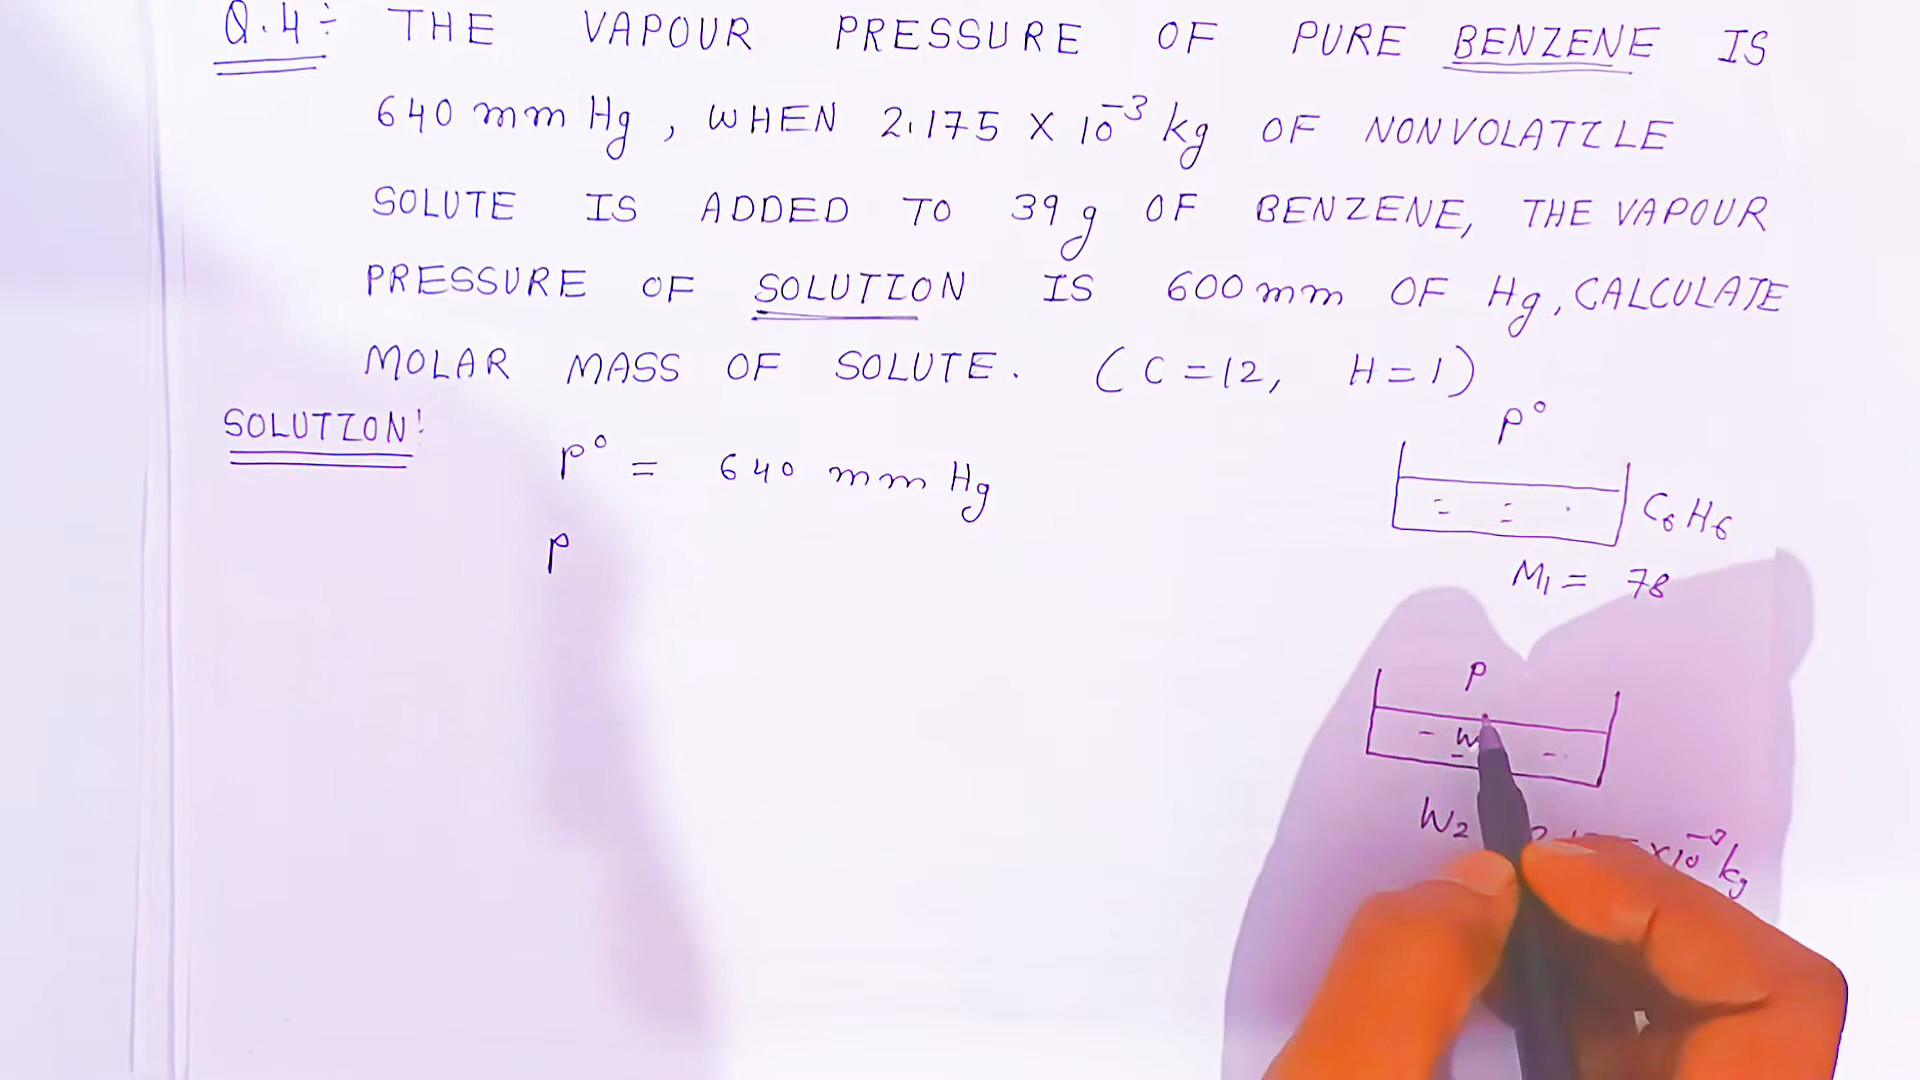 Q.4:- THE VAPOUR PRESSURE OF PURE BENZENE IS
640 mm Hg, WHEN 2.175 X 10⁻³ kg OF NONVOLATILE
SOLUTE IS ADDED TO 39g OF BENZENE, THE VAPOUR
PRESSURE OF SOLUTION IS 600 mm OF Hg, CALCULATE
MOLAR MASS OF SOLUTE. (C=12, H=1)
SOLUTION:
P° = 640 mm Hg
P
P°
C₆H₆
M₁ = 78
P
W
W₂ x10 kg